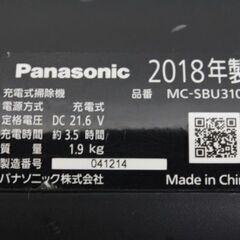 Panasonic 2018年製
充電式掃除機 品番 MC-SBU310
電源方式 充電式
定格電圧 DC 21.6 V
充電時間 約 3.5 時間
質量 1.9 kg
製造番号 041214
パナソニック株式会社
Made in China